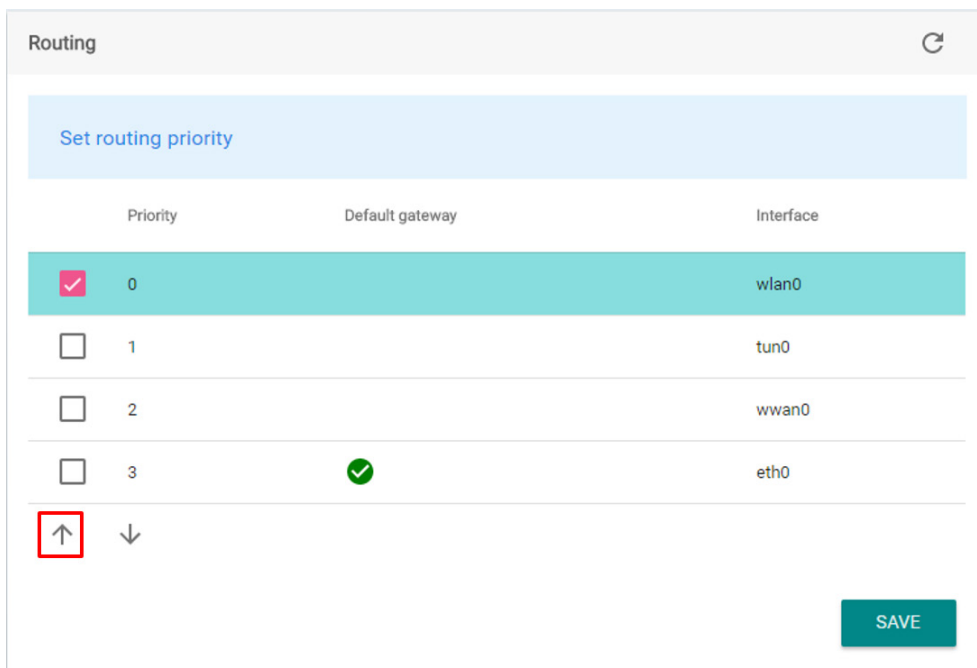 Routing
Set routing priority
Priority Default gateway Interface
0 wlan0
1 tun0
2 wwan0
3 eth0
SAVE